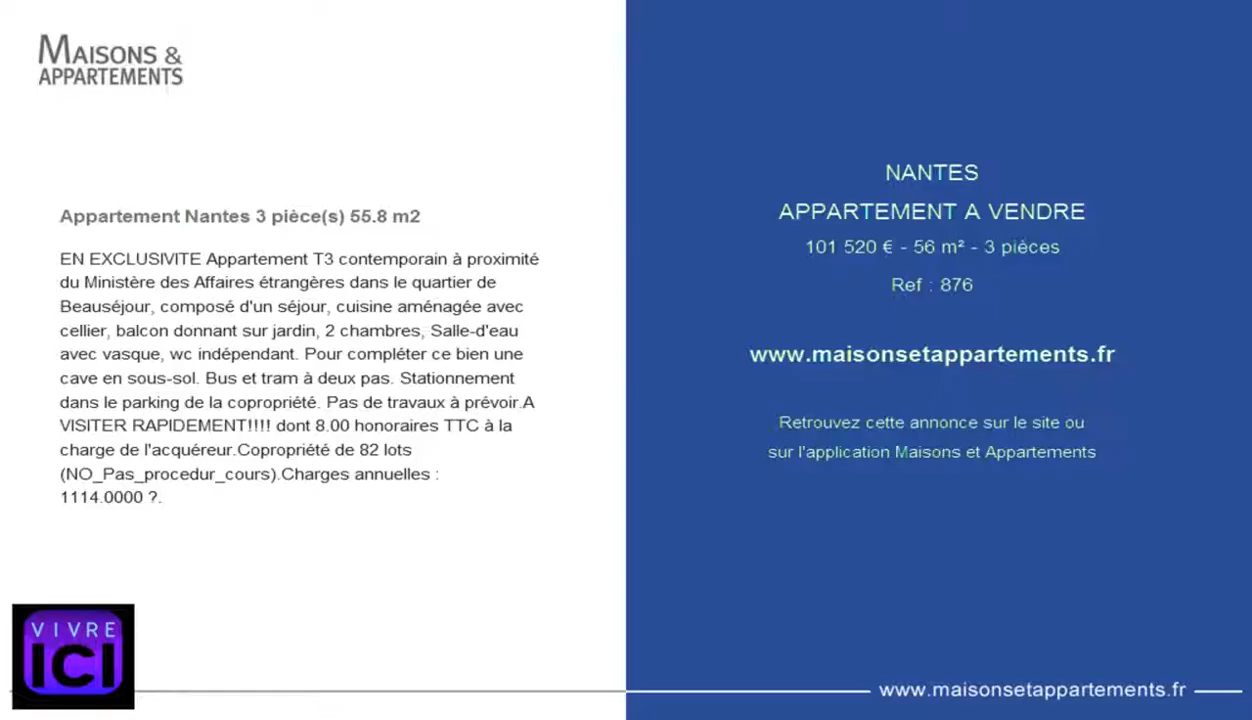 MAISONS &
APPARTEMENTS
Appartement Nantes 3 pièce(s) 55.8 m2
EN EXCLUSIVITE Appartement T3 contemporain à proximité
du Ministère des Affaires étrangères dans le quartier de
Beauséjour, composé d'un séjour, cuisine aménagée avec
cellier, balcon donnant sur jardin, 2 chambres, Salle-d'eau
avec vasque, wc indépendant. Pour compléter ce bien une
cave en sous-sol. Bus et tram à deux pas. Stationnement
dans le parking de la copropriété. Pas de travaux à prévoir.A
VISITER RAPIDEMENT!!!! dont 8.00 honoraires TTC à la
charge de l'acquéreur.Copropriété de 82 lots
(NO_Pas_procedur_cours).Charges annuelles :
1114.0000 ?.
VIVRE
ICI
NANTES
APPARTEMENT A VENDRE
101 520 € - 56 m² - 3 pièces
Ref : 876
www.maisonsetappartements.fr
Retrouvez cette annonce sur le site ou
sur l'application Maisons et Appartements
www.maisonsetappartements.fr